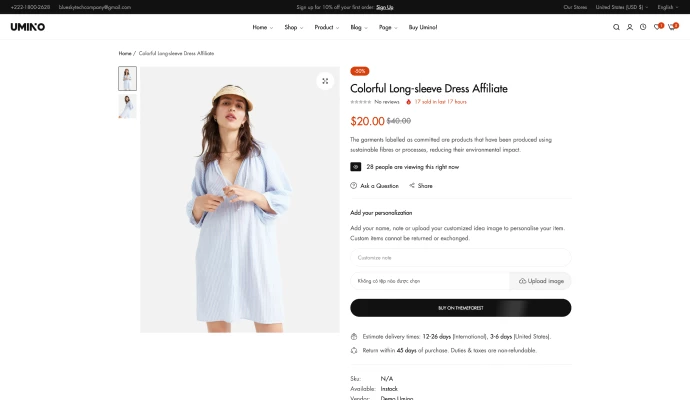 +222-1800-2628 blueskytechcompany@gmail.com Sign up for 10% off your first order. Sign Up Our Stores United States (USD $) English
UMINO Home Shop Product Blog Page Buy Umino!
Home / Colorful Long-sleeve Dress Affiliate
-50%
Colorful Long-sleeve Dress Affiliate
No reviews 17 sold in last 17 hours
$20.00 $40.00
The garments labelled as committed are products that have been produced using
sustainable fibres or processes, reducing their environmental impact.
28 people are viewing this right now
Ask a Question Share
Add your personalization
Add your name, note or upload your customized idea image to personalise your item.
Custom items cannot be returned or exchanged.
Customize note
Không có tệp nào được chọn Upload image
BUY ON THEMEFOREST
Estimate delivery times: 12-26 days (International), 3-6 days (United States).
Return within 45 days of purchase. Duties & taxes are non-refundable.
Sku: N/A
Available: Instock
Vendor: Demo Umino